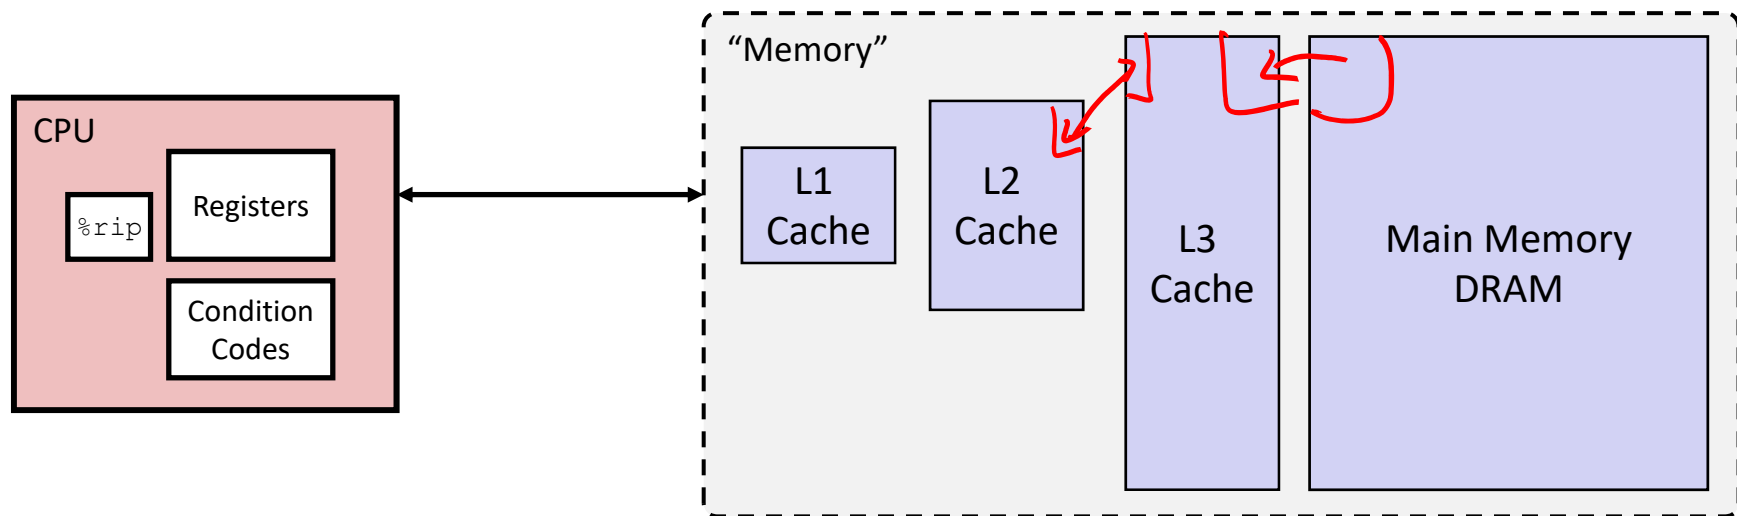 CPU
%rip
Registers
Condition
Codes
“Memory”
L1
Cache
L2
Cache
L3
Cache
Main Memory
DRAM